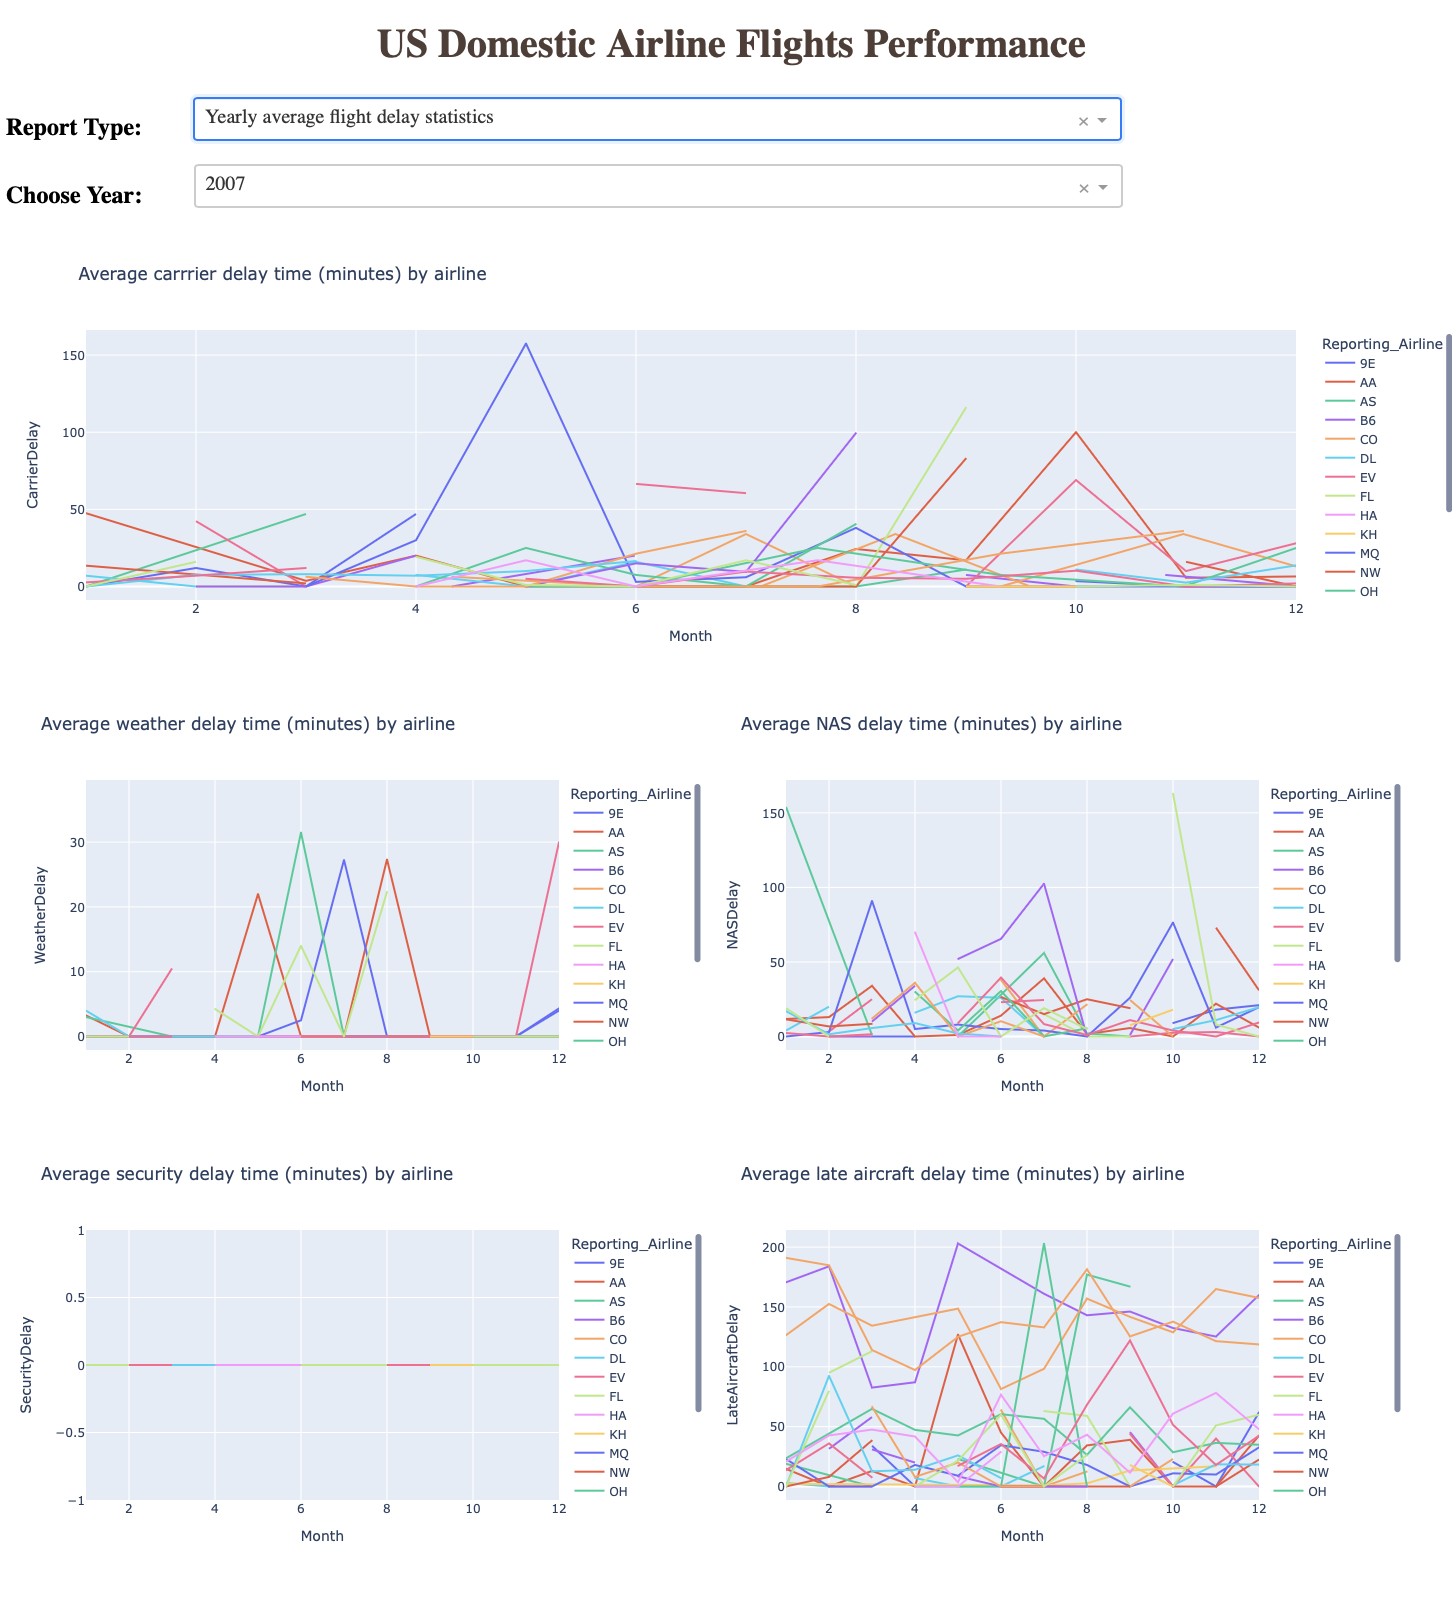 US Domestic Airline Flights Performance
Report Type:
Yearly average flight delay statistics
× 
Choose Year:
2007
×
Average carrrier delay time (minutes) by airline
CarrierDelay
150
100
50
0
2 4 6 8 10 12
Month
Reporting_Airline
9E
AA
AS
B6
CO
DL
EV
FL
HA
KH
MQ
NW
OH
Average weather delay time (minutes) by airline
WeatherDelay
30
20
10
0
2 4 6 8 10 12
Month
Reporting_Airline
9E
AA
AS
B6
CO
DL
EV
FL
HA
KH
MQ
NW
OH
Average NAS delay time (minutes) by airline
NASDelay
150
100
50
0
2 4 6 8 10 12
Month
Reporting_Airline
9E
AA
AS
B6
CO
DL
EV
FL
HA
KH
MQ
NW
OH
Average security delay time (minutes) by airline
SecurityDelay
1
0.5
0
−0.5
−1
2 4 6 8 10 12
Month
Reporting_Airline
9E
AA
AS
B6
CO
DL
EV
FL
HA
KH
MQ
NW
OH
Average late aircraft delay time (minutes) by airline
LateAircraftDelay
200
150
100
50
0
2 4 6 8 10 12
Month
Reporting_Airline
9E
AA
AS
B6
CO
DL
EV
FL
HA
KH
MQ
NW
OH